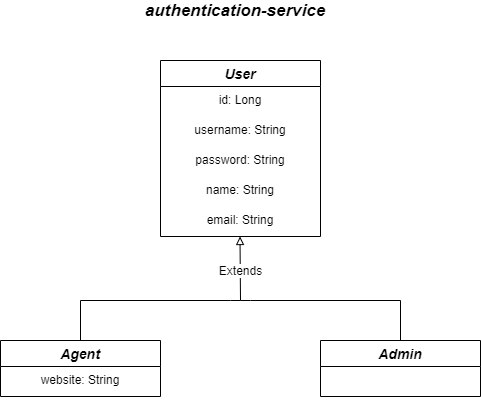 authentication-service
User
id: Long
username: String
password: String
name: String
email: String
Extends
Agent
website: String
Admin